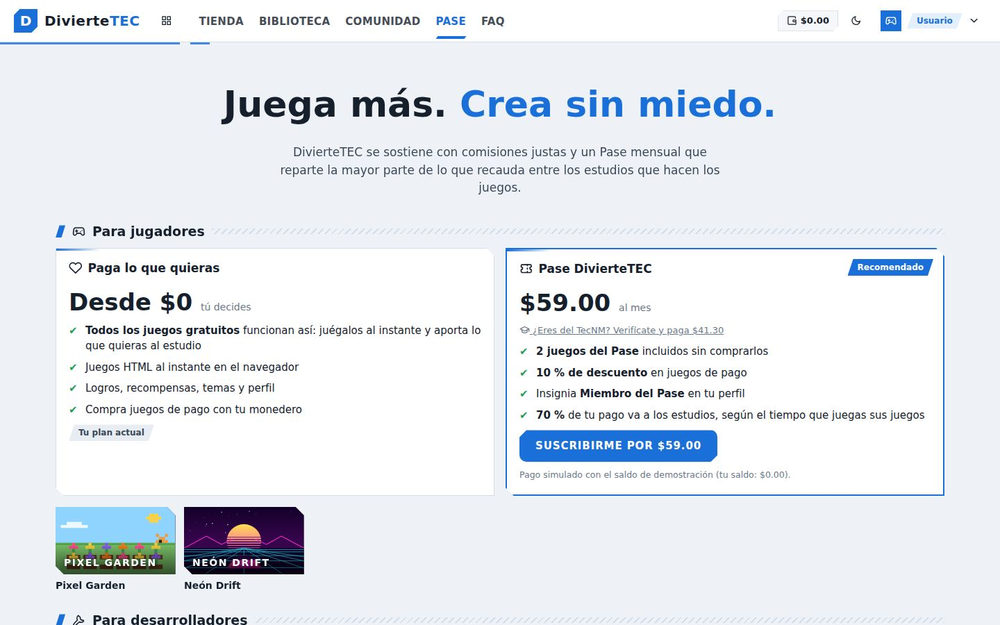 D DivierteTEC
TIENDA BIBLIOTECA COMUNIDAD PASE FAQ
$0.00
Usuario
Juega más. Crea sin miedo.
DivierteTEC se sostiene con comisiones justas y un Pase mensual que
reparte la mayor parte de lo que recauda entre los estudios que hacen los
juegos.
Para jugadores
Paga lo que quieras
Desde $0 tú decides
✔ Todos los juegos gratuitos funcionan así: juégalos al instante y aporta lo
que quieras al estudio
✔ Juegos HTML al instante en el navegador
✔ Logros, recompensas, temas y perfil
✔ Compra juegos de pago con tu monedero
Tu plan actual
Pase DivierteTEC
Recomendado
$59.00 al mes
¿Eres del TecNM? Verifícate y paga $41.30
✔ 2 juegos del Pase incluidos sin comprarlos
✔ 10 % de descuento en juegos de pago
✔ Insignia Miembro del Pase en tu perfil
✔ 70 % de tu pago va a los estudios, según el tiempo que juegas sus juegos
SUSCRIBIRME POR $59.00
Pago simulado con el saldo de demostración (tu saldo: $0.00).
PIXEL GARDEN
Pixel Garden
NEÓN DRIFT
Neón Drift
Para desarrolladores